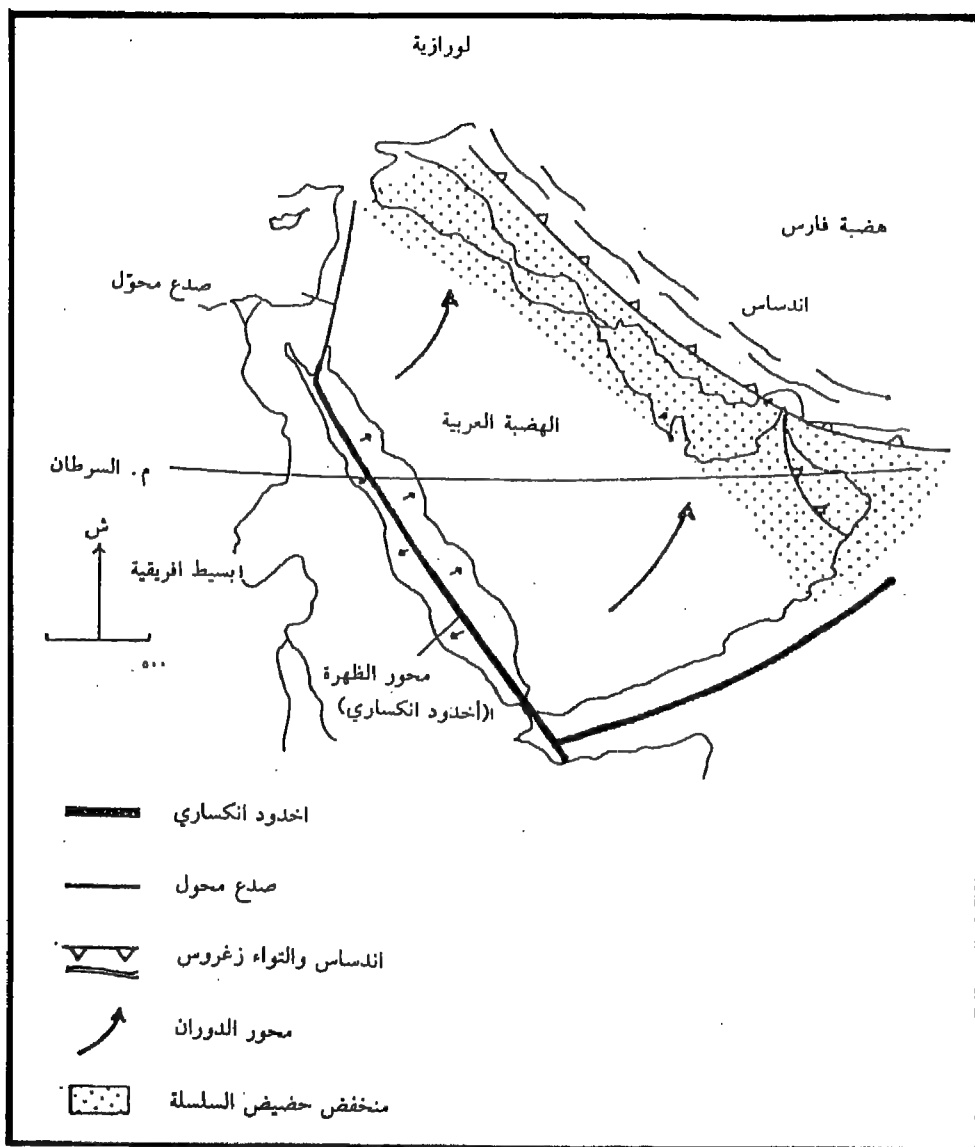 لورازية
هضبة فارس
صدع محوّل
اندساس
الهضبة العربية
م. السرطان
ش
ابسيط افريقية
٥٠٠
محور الظهرة
(أخدود انكساري)
اخدود انكساري
صدع محول
اندساس والتواء زغروس
محور الدوران
منخفض حضيض السلسلة